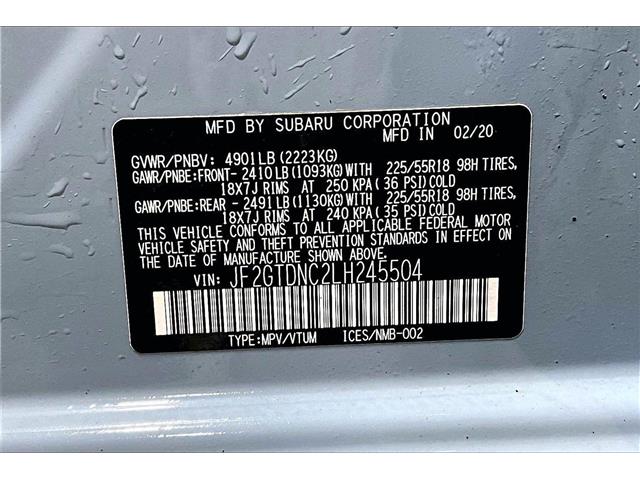 MFD BY SUBARU CORPORATION
MFD IN 02/20
GVWR/PNBV: 4901LB(2223KG)
GAWR/PNBE:FRONT-2410LB(1093KG)WITH 225/55R18 98H TIRES,
18X7J RIMS AT 250 KPA(36 PSI)COLD
GAWR/PNBE:REAR -2491LB(1130KG)WITH 225/55R18 98H TIRES,
18X7J RIMS AT 240 KPA(35 PSI)COLD
THIS VEHICLE CONFORMS TO ALL APPLICABLE FEDERAL MOTOR
VEHICLE SAFETY AND THEFT PREVENTION STANDARDS IN EFFECT
ON THE DATE OF MANUFACTURE SHOWN ABOVE.
VIN: JF2GTDNC2LH245504
TYPE:MPV/VTUM ICES/NMB-002